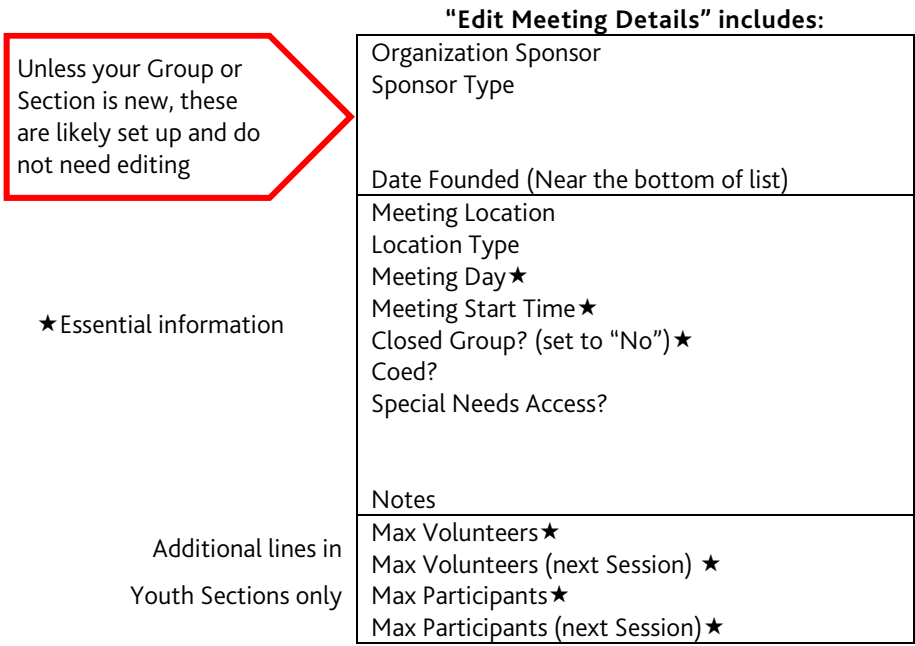 “Edit Meeting Details” includes:
Unless your Group or
Section is new, these
are likely set up and do
not need editing
Organization Sponsor
Sponsor Type
Date Founded (Near the bottom of list)
★Essential information
Meeting Location
Location Type
Meeting Day★
Meeting Start Time★
Closed Group? (set to “No”)★
Coed?
Special Needs Access?
Notes
Additional lines in
Youth Sections only
Max Volunteers★
Max Volunteers (next Session) ★
Max Participants★
Max Participants (next Session)★